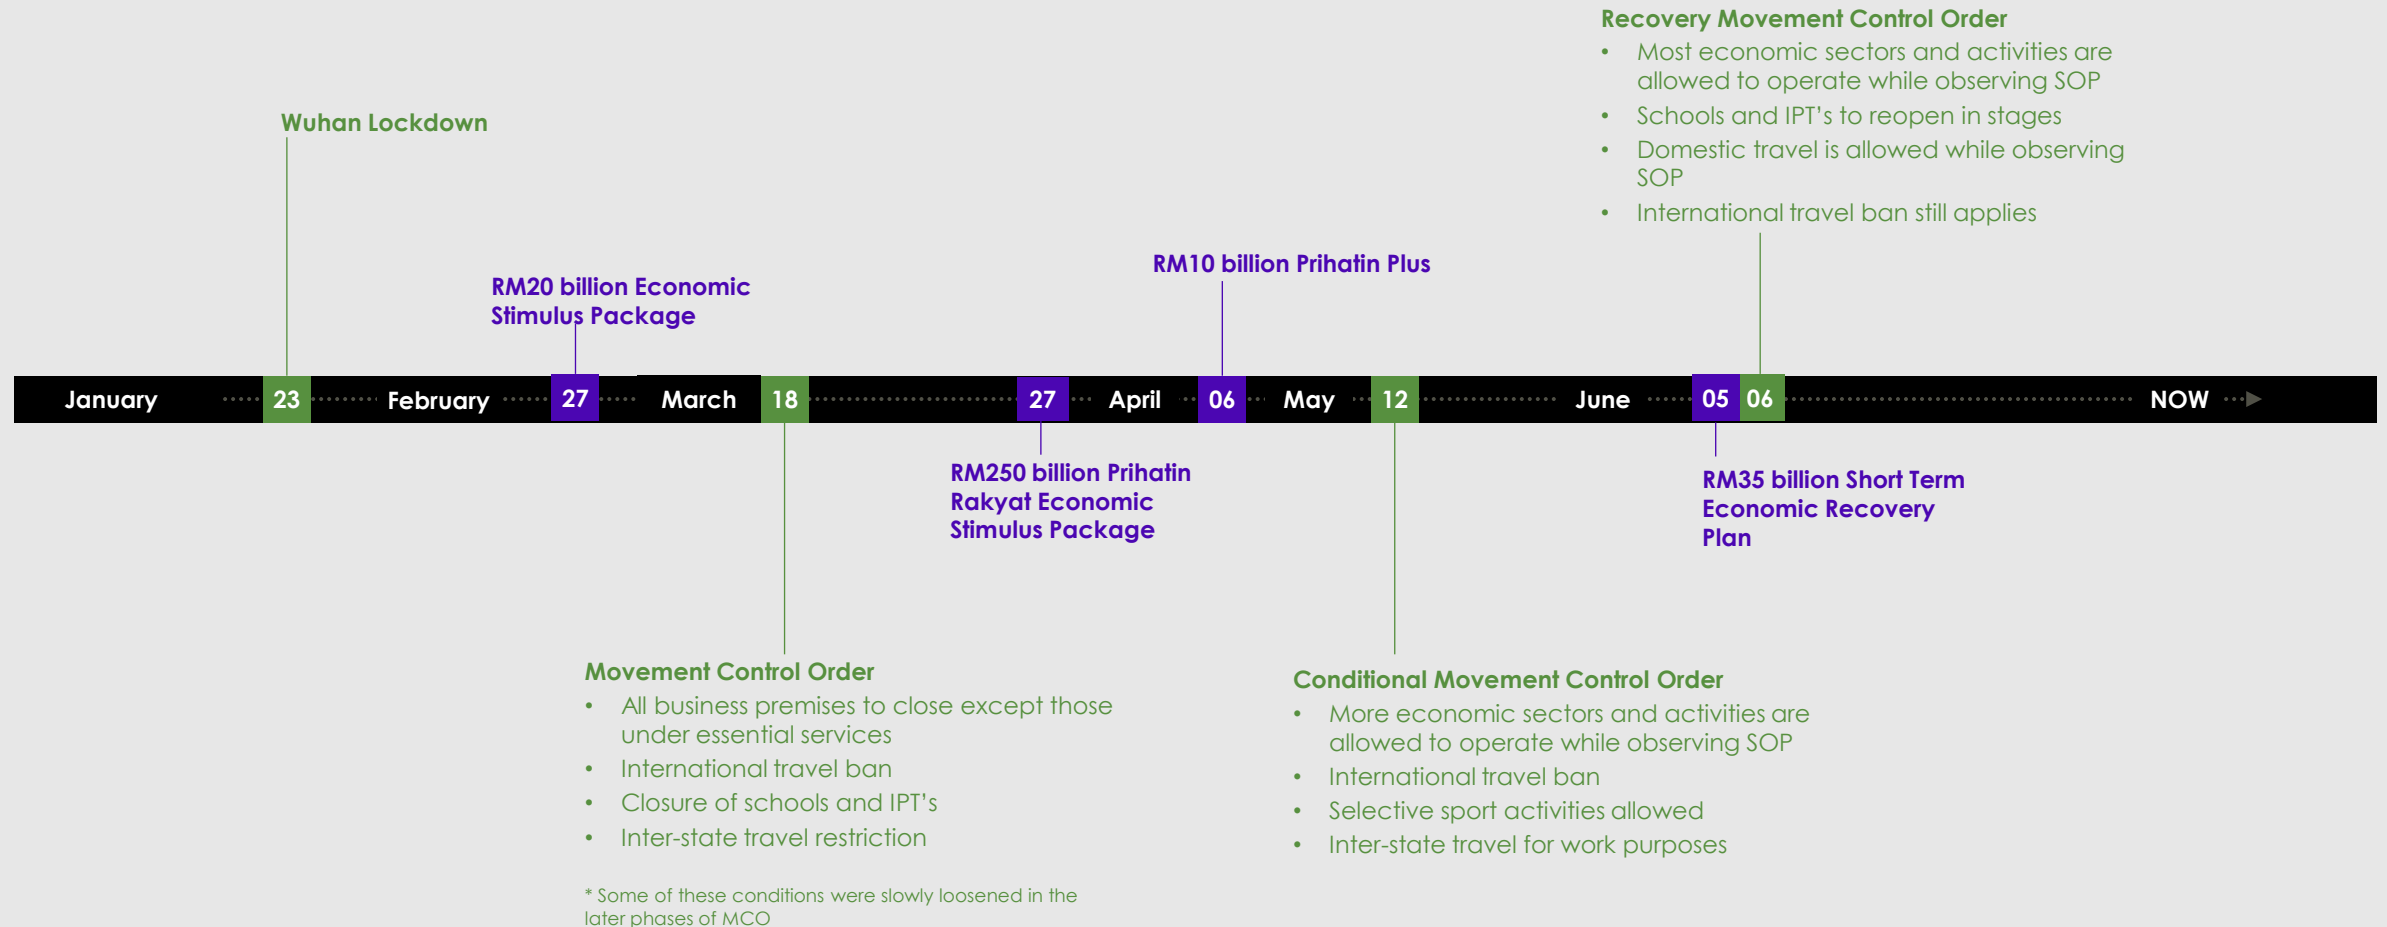 Recovery Movement Control Order
• Most economic sectors and activities are
allowed to operate while observing SOP
• Schools and IPT's to reopen in stages
• Domestic travel is allowed while observing
SOP
• International travel ban still applies
Wuhan Lockdown
RM20 billion Economic
Stimulus Package
RM10 billion Prihatin Plus
January 23 February 27 March 18 27 April 06 May 12 June 05 06 NOW
RM250 billion Prihatin
Rakyat Economic
Stimulus Package
RM35 billion Short Term
Economic Recovery
Plan
Movement Control Order
• All business premises to close except those
under essential services
• International travel ban
• Closure of schools and IPT's
• Inter-state travel restriction
* Some of these conditions were slowly loosened in the
later phases of MCO
Conditional Movement Control Order
• More economic sectors and activities are
allowed to operate while observing SOP
• International travel ban
• Selective sport activities allowed
• Inter-state travel for work purposes